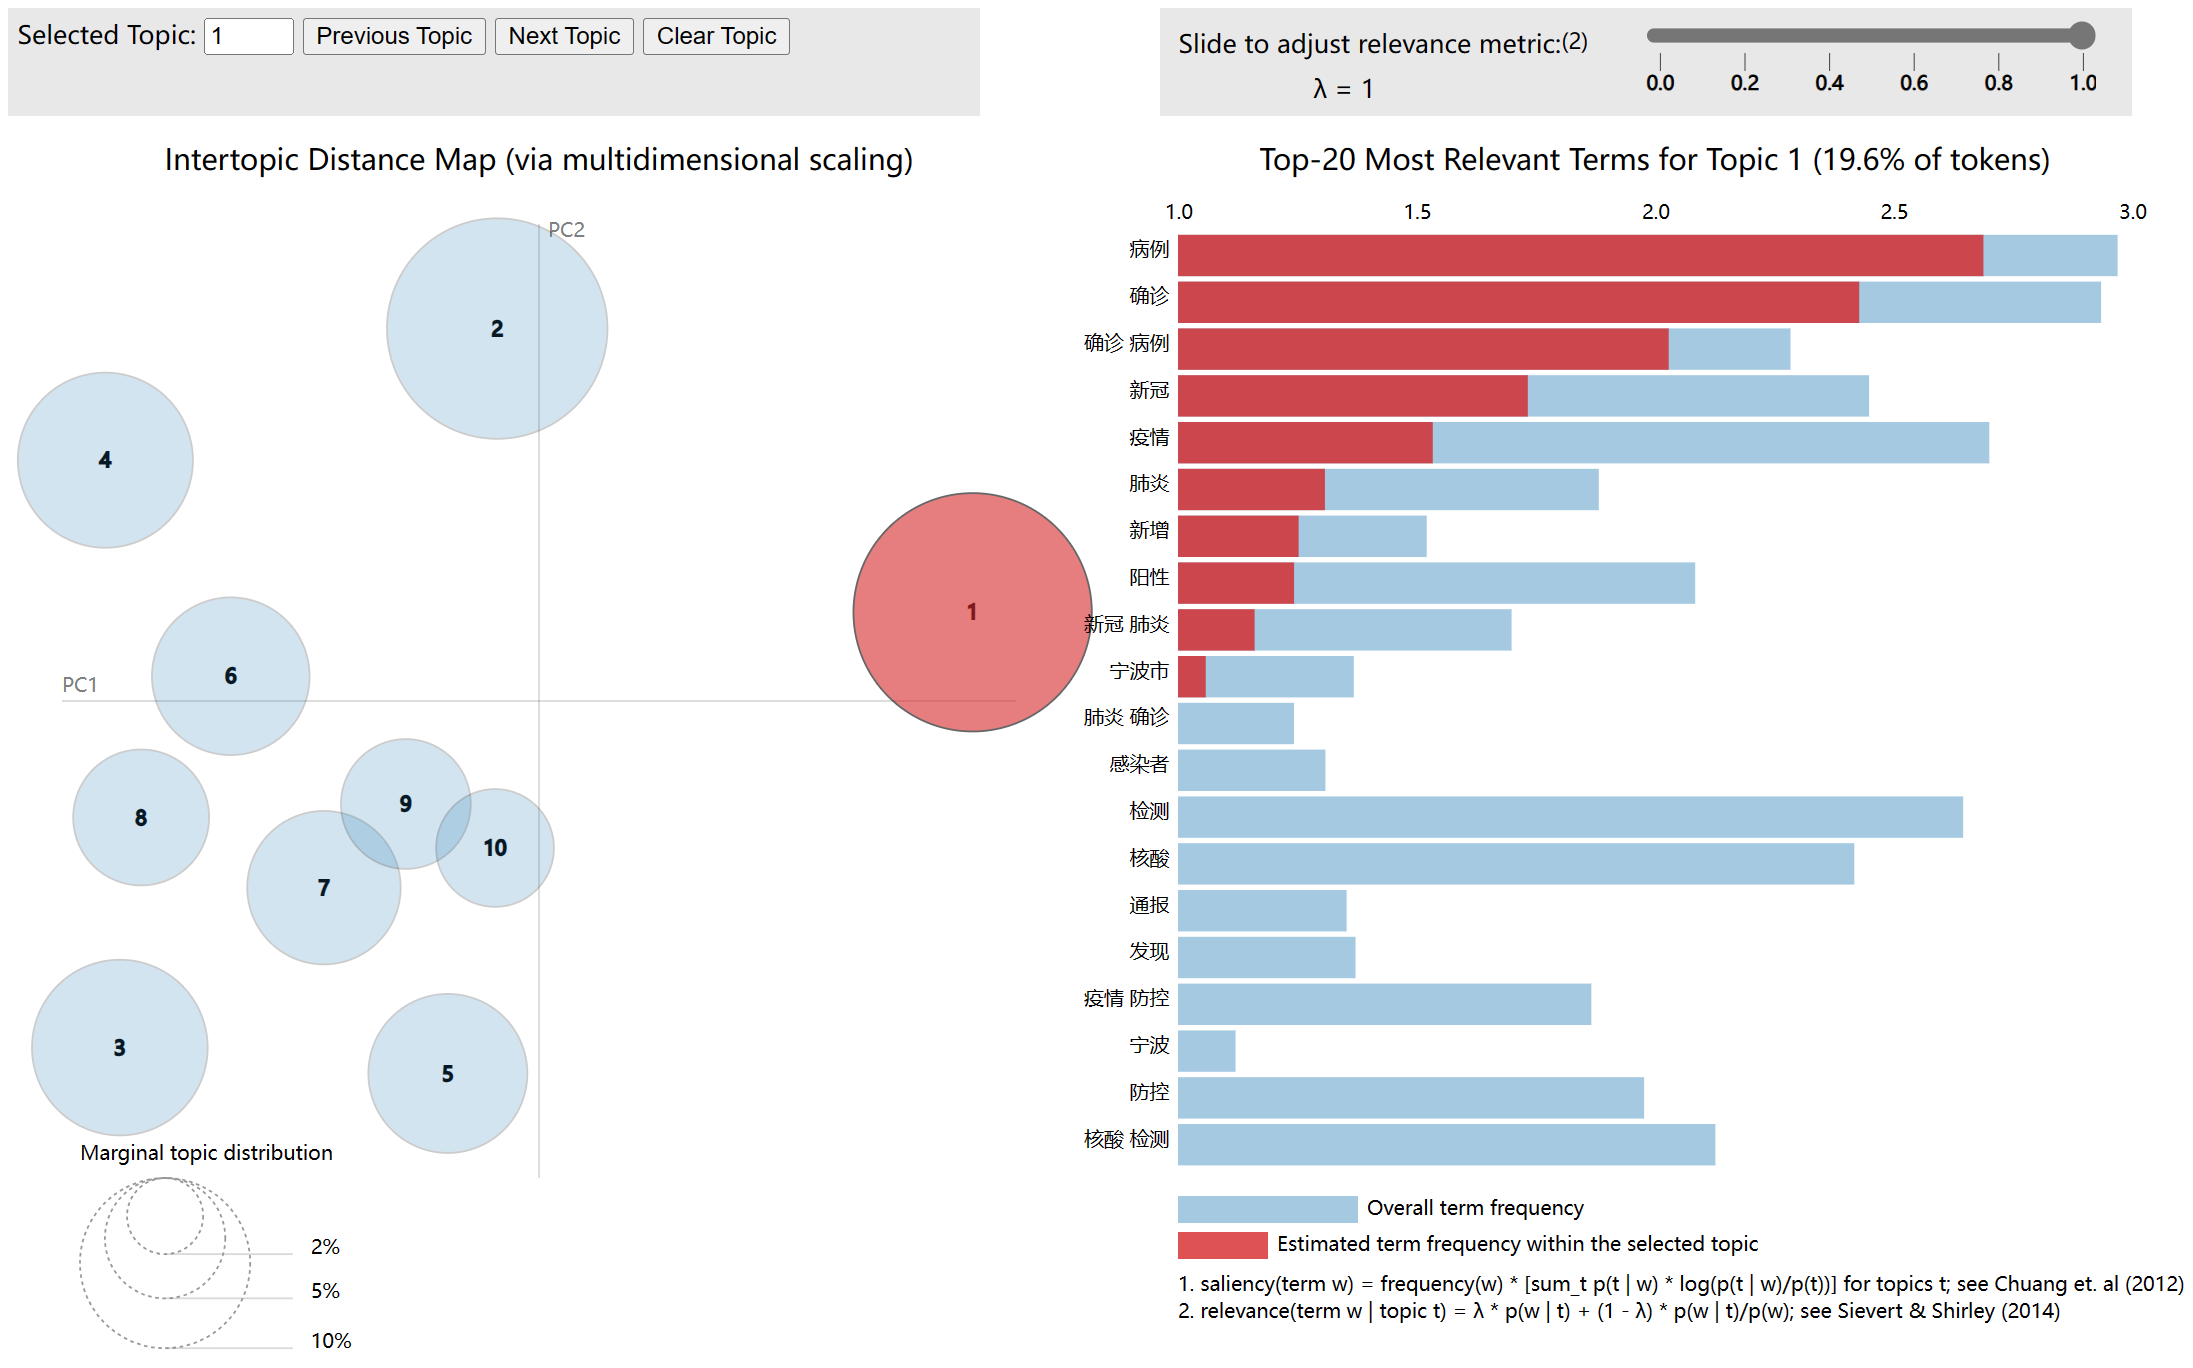 Selected Topic: 1 Previous Topic Next Topic Clear Topic
Slide to adjust relevance metric:(2)
λ = 1
0.0 0.2 0.4 0.6 0.8 1.0
Intertopic Distance Map (via multidimensional scaling)
PC2
PC1
2
4
1
6
9
8
10
7
3
5
Marginal topic distribution
2%
5%
10%
Top-20 Most Relevant Terms for Topic 1 (19.6% of tokens)
1.0 1.5 2.0 2.5 3.0
病例
确诊
确诊 病例
新冠
疫情
肺炎
新增
阳性
新冠 肺炎
宁波市
肺炎 确诊
感染者
检测
核酸
通报
发现
疫情 防控
宁波
防控
核酸 检测
Overall term frequency
Estimated term frequency within the selected topic
1. saliency(term w) = frequency(w) * [sum_t p(t | w) * log(p(t | w)/p(t))] for topics t; see Chuang et. al (2012)
2. relevance(term w | topic t) = λ * p(w | t) + (1 - λ) * p(w | t)/p(w); see Sievert & Shirley (2014)